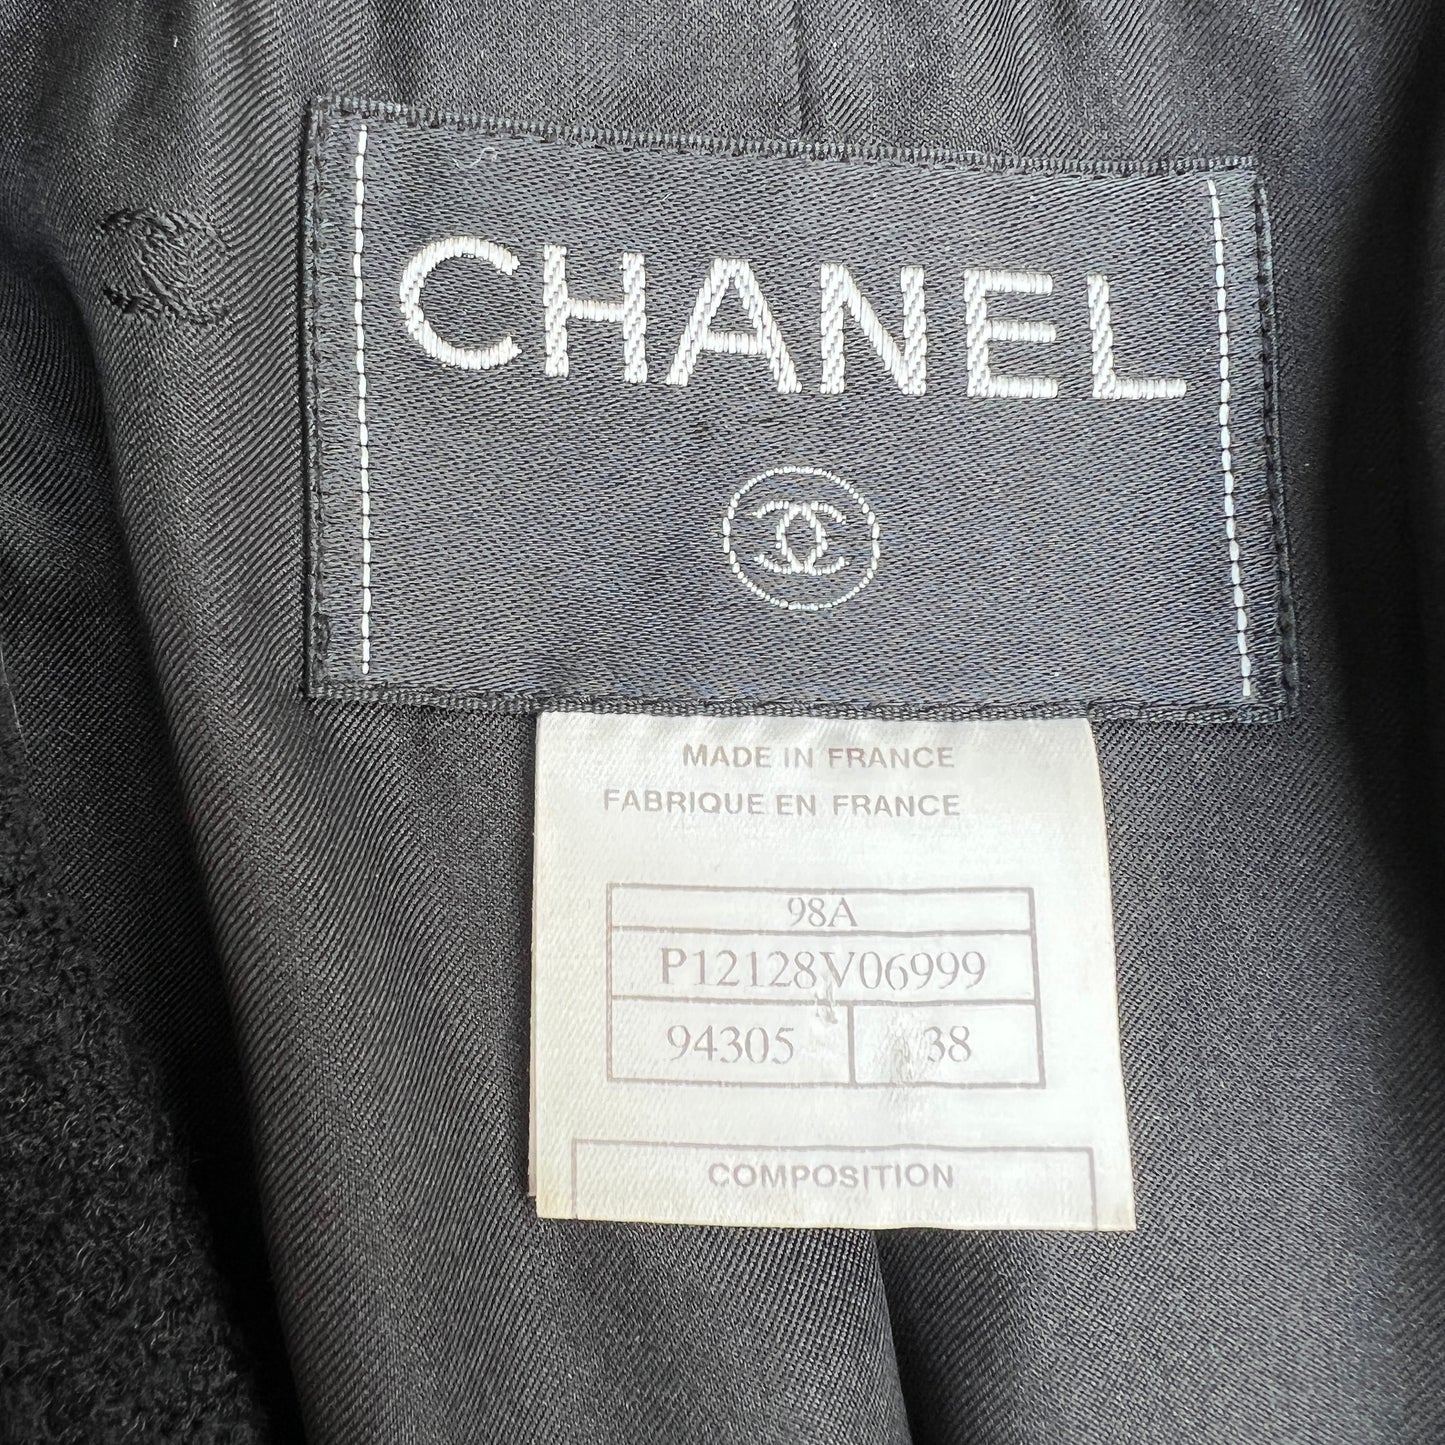 CHANEL
MADE IN FRANCE
FABRIQUE EN FRANCE
98A
P12128V06999
94305 38
COMPOSITION